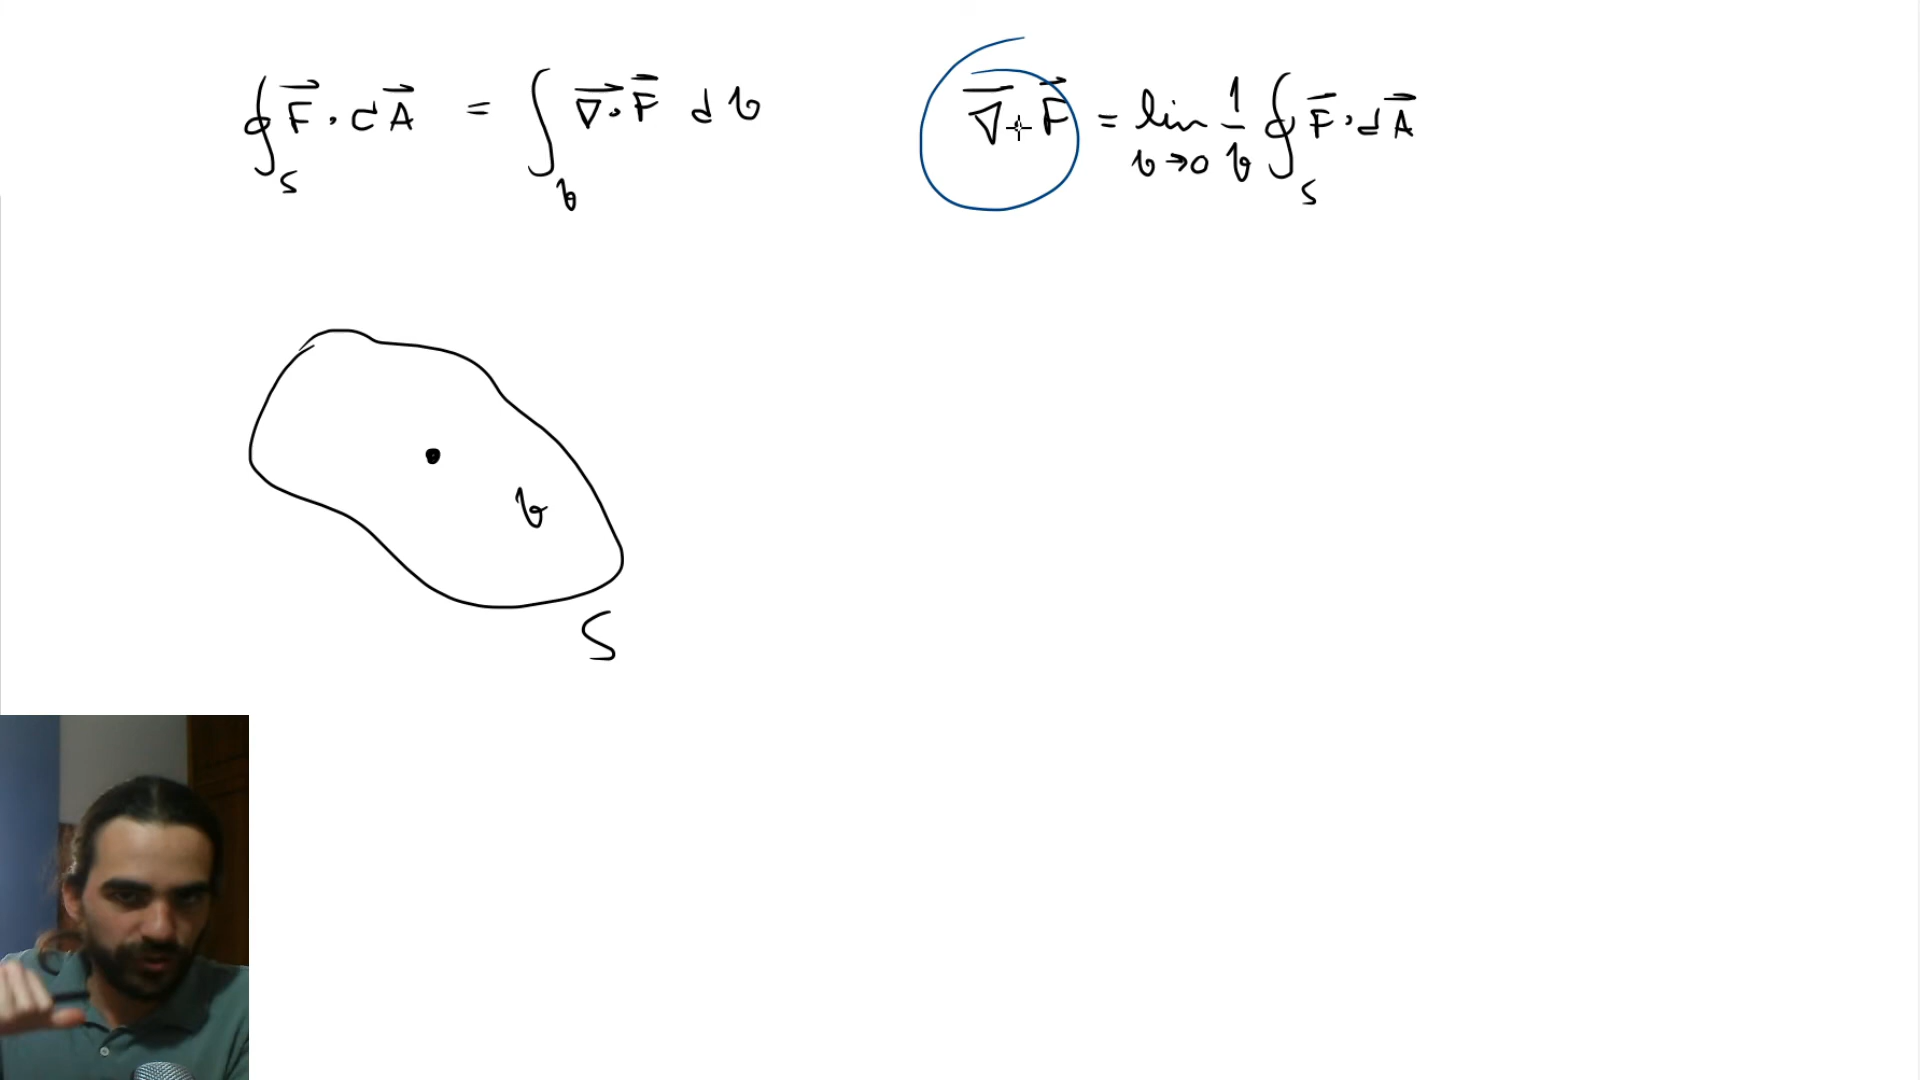 ∮_S F⃗ · dA⃗ = ∫_v ∇⃗ · F⃗ dv
∇⃗ · F⃗ = lim_{v→0} 1/v ∮_S F⃗ · dA⃗
v
S